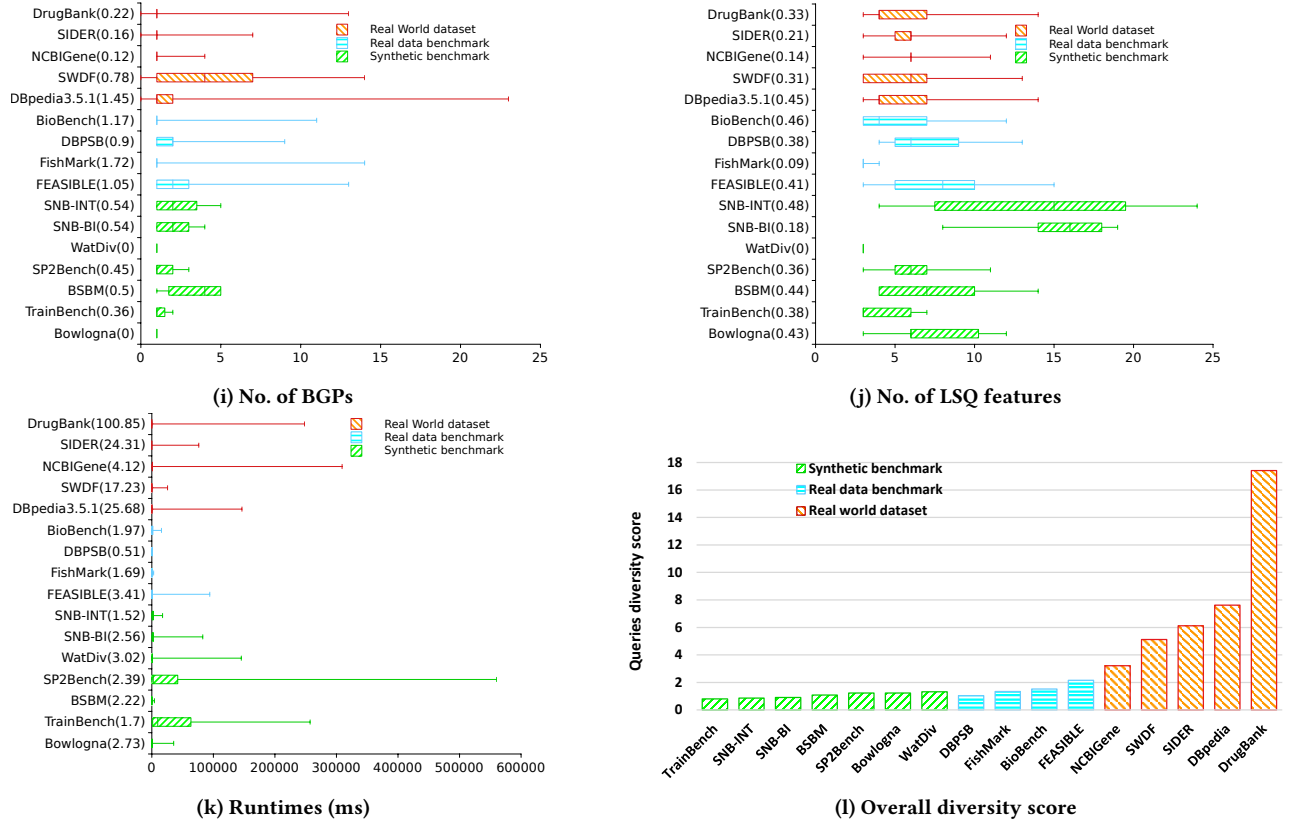 DrugBank(0.22)
SIDER(0.16)
NCBIGene(0.12)
SWDF(0.78)
DBpedia3.5.1(1.45)
BioBench(1.17)
DBPSB(0.9)
FishMark(1.72)
FEASIBLE(1.05)
SNB-INT(0.54)
SNB-BI(0.54)
WatDiv(0)
SP2Bench(0.45)
BSBM(0.5)
TrainBench(0.36)
Bowlogna(0)
Real World dataset
Real data benchmark
Synthetic benchmark
0 5 10 15 20 25
(i) No. of BGPs
DrugBank(0.33)
SIDER(0.21)
NCBIGene(0.14)
SWDF(0.31)
DBpedia3.5.1(0.45)
BioBench(0.46)
DBPSB(0.38)
FishMark(0.09)
FEASIBLE(0.41)
SNB-INT(0.48)
SNB-BI(0.18)
WatDiv(0)
SP2Bench(0.36)
BSBM(0.44)
TrainBench(0.38)
Bowlogna(0.43)
Real World dataset
Real data benchmark
Synthetic benchmark
0 5 10 15 20 25
(j) No. of LSQ features
DrugBank(100.85)
SIDER(24.31)
NCBIGene(4.12)
SWDF(17.23)
DBpedia3.5.1(25.68)
BioBench(1.97)
DBPSB(0.51)
FishMark(1.69)
FEASIBLE(3.41)
SNB-INT(1.52)
SNB-BI(2.56)
WatDiv(3.02)
SP2Bench(2.39)
BSBM(2.22)
TrainBench(1.7)
Bowlogna(2.73)
Real World dataset
Real data benchmark
Synthetic benchmark
0 100000 200000 300000 400000 500000 600000
(k) Runtimes (ms)
Queries diversity score
18
16
14
12
10
8
6
4
2
0
Synthetic benchmark
Real data benchmark
Real world dataset
TrainBench
SNB-INT
SNB-BI
BSBM
SP2Bench
Bowlogna
WatDiv
DBPSB
FishMark
BioBench
FEASIBLE
NCBIGene
SWDF
SIDER
DBpedia
DrugBank
(l) Overall diversity score